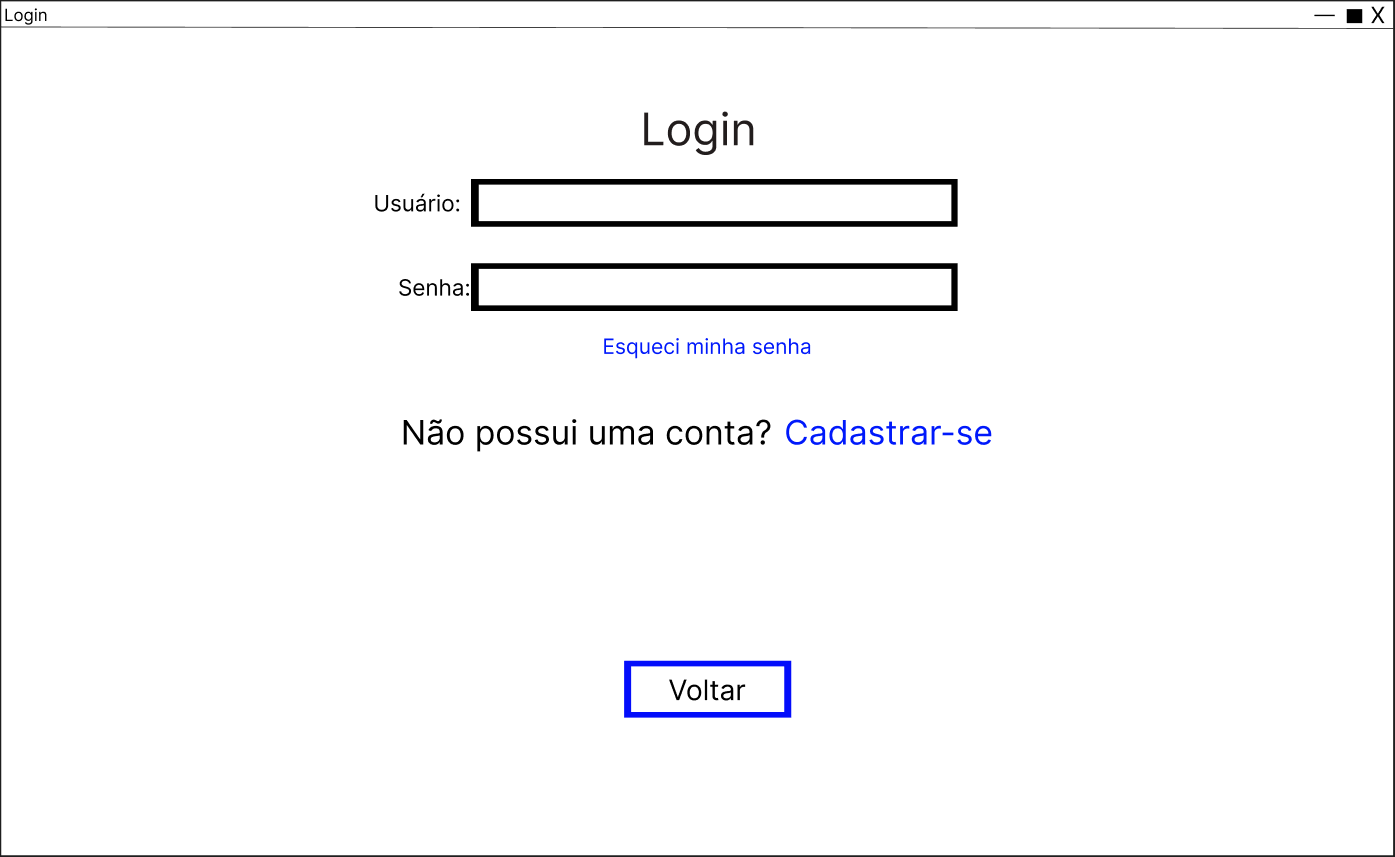 Login
X
Login
Usuário:
Senha:
Esqueci minha senha
Não possui uma conta? Cadastrar-se
Voltar